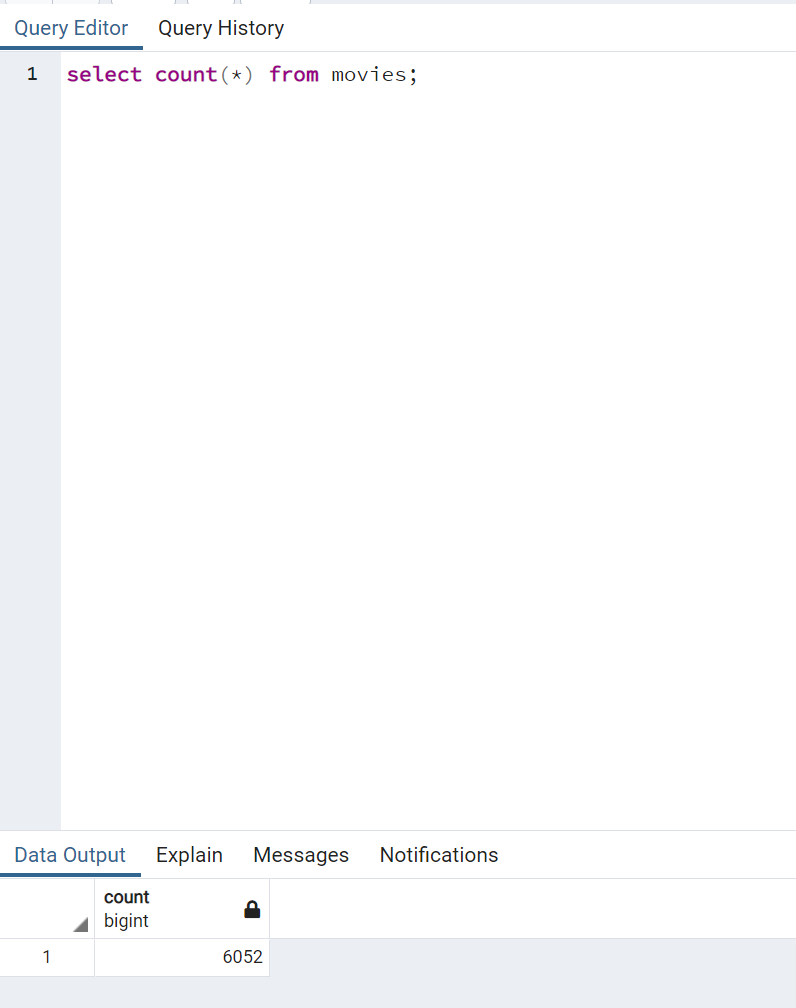 Query Editor Query History
1 select count(*) from movies;
Data Output Explain Messages Notifications
count
bigint
1 6052